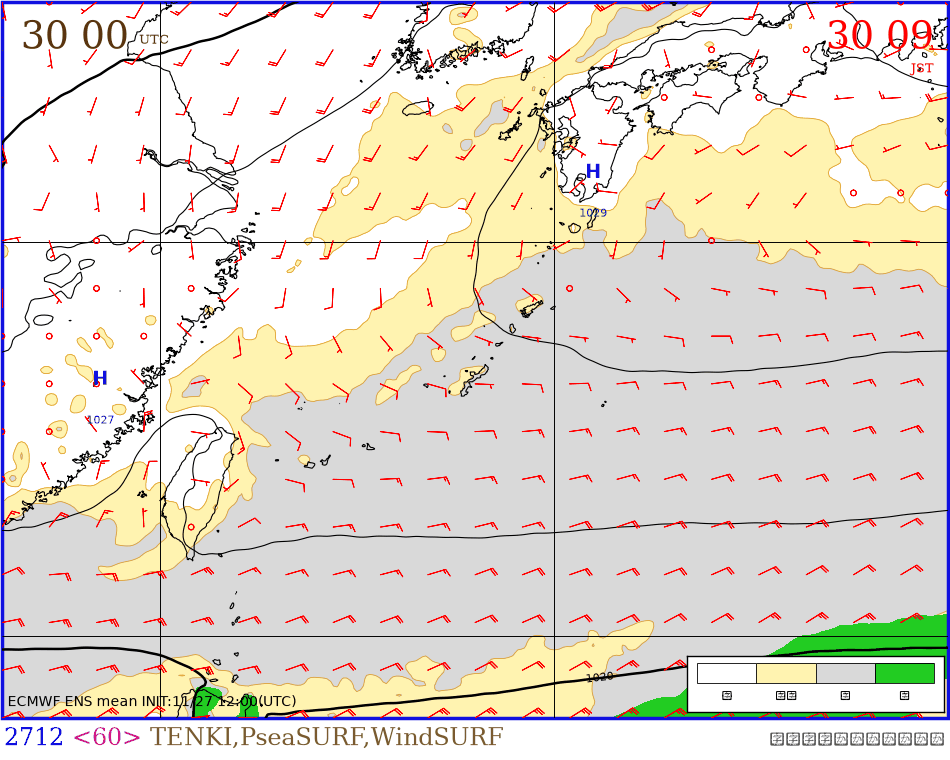 30 00 UTC
30 09 JST
H
1029
H
1027
1020
ECMWF ENS mean INIT:11/27 12:00(UTC)
2712 <60> TENKI,PseaSURF,WindSURF